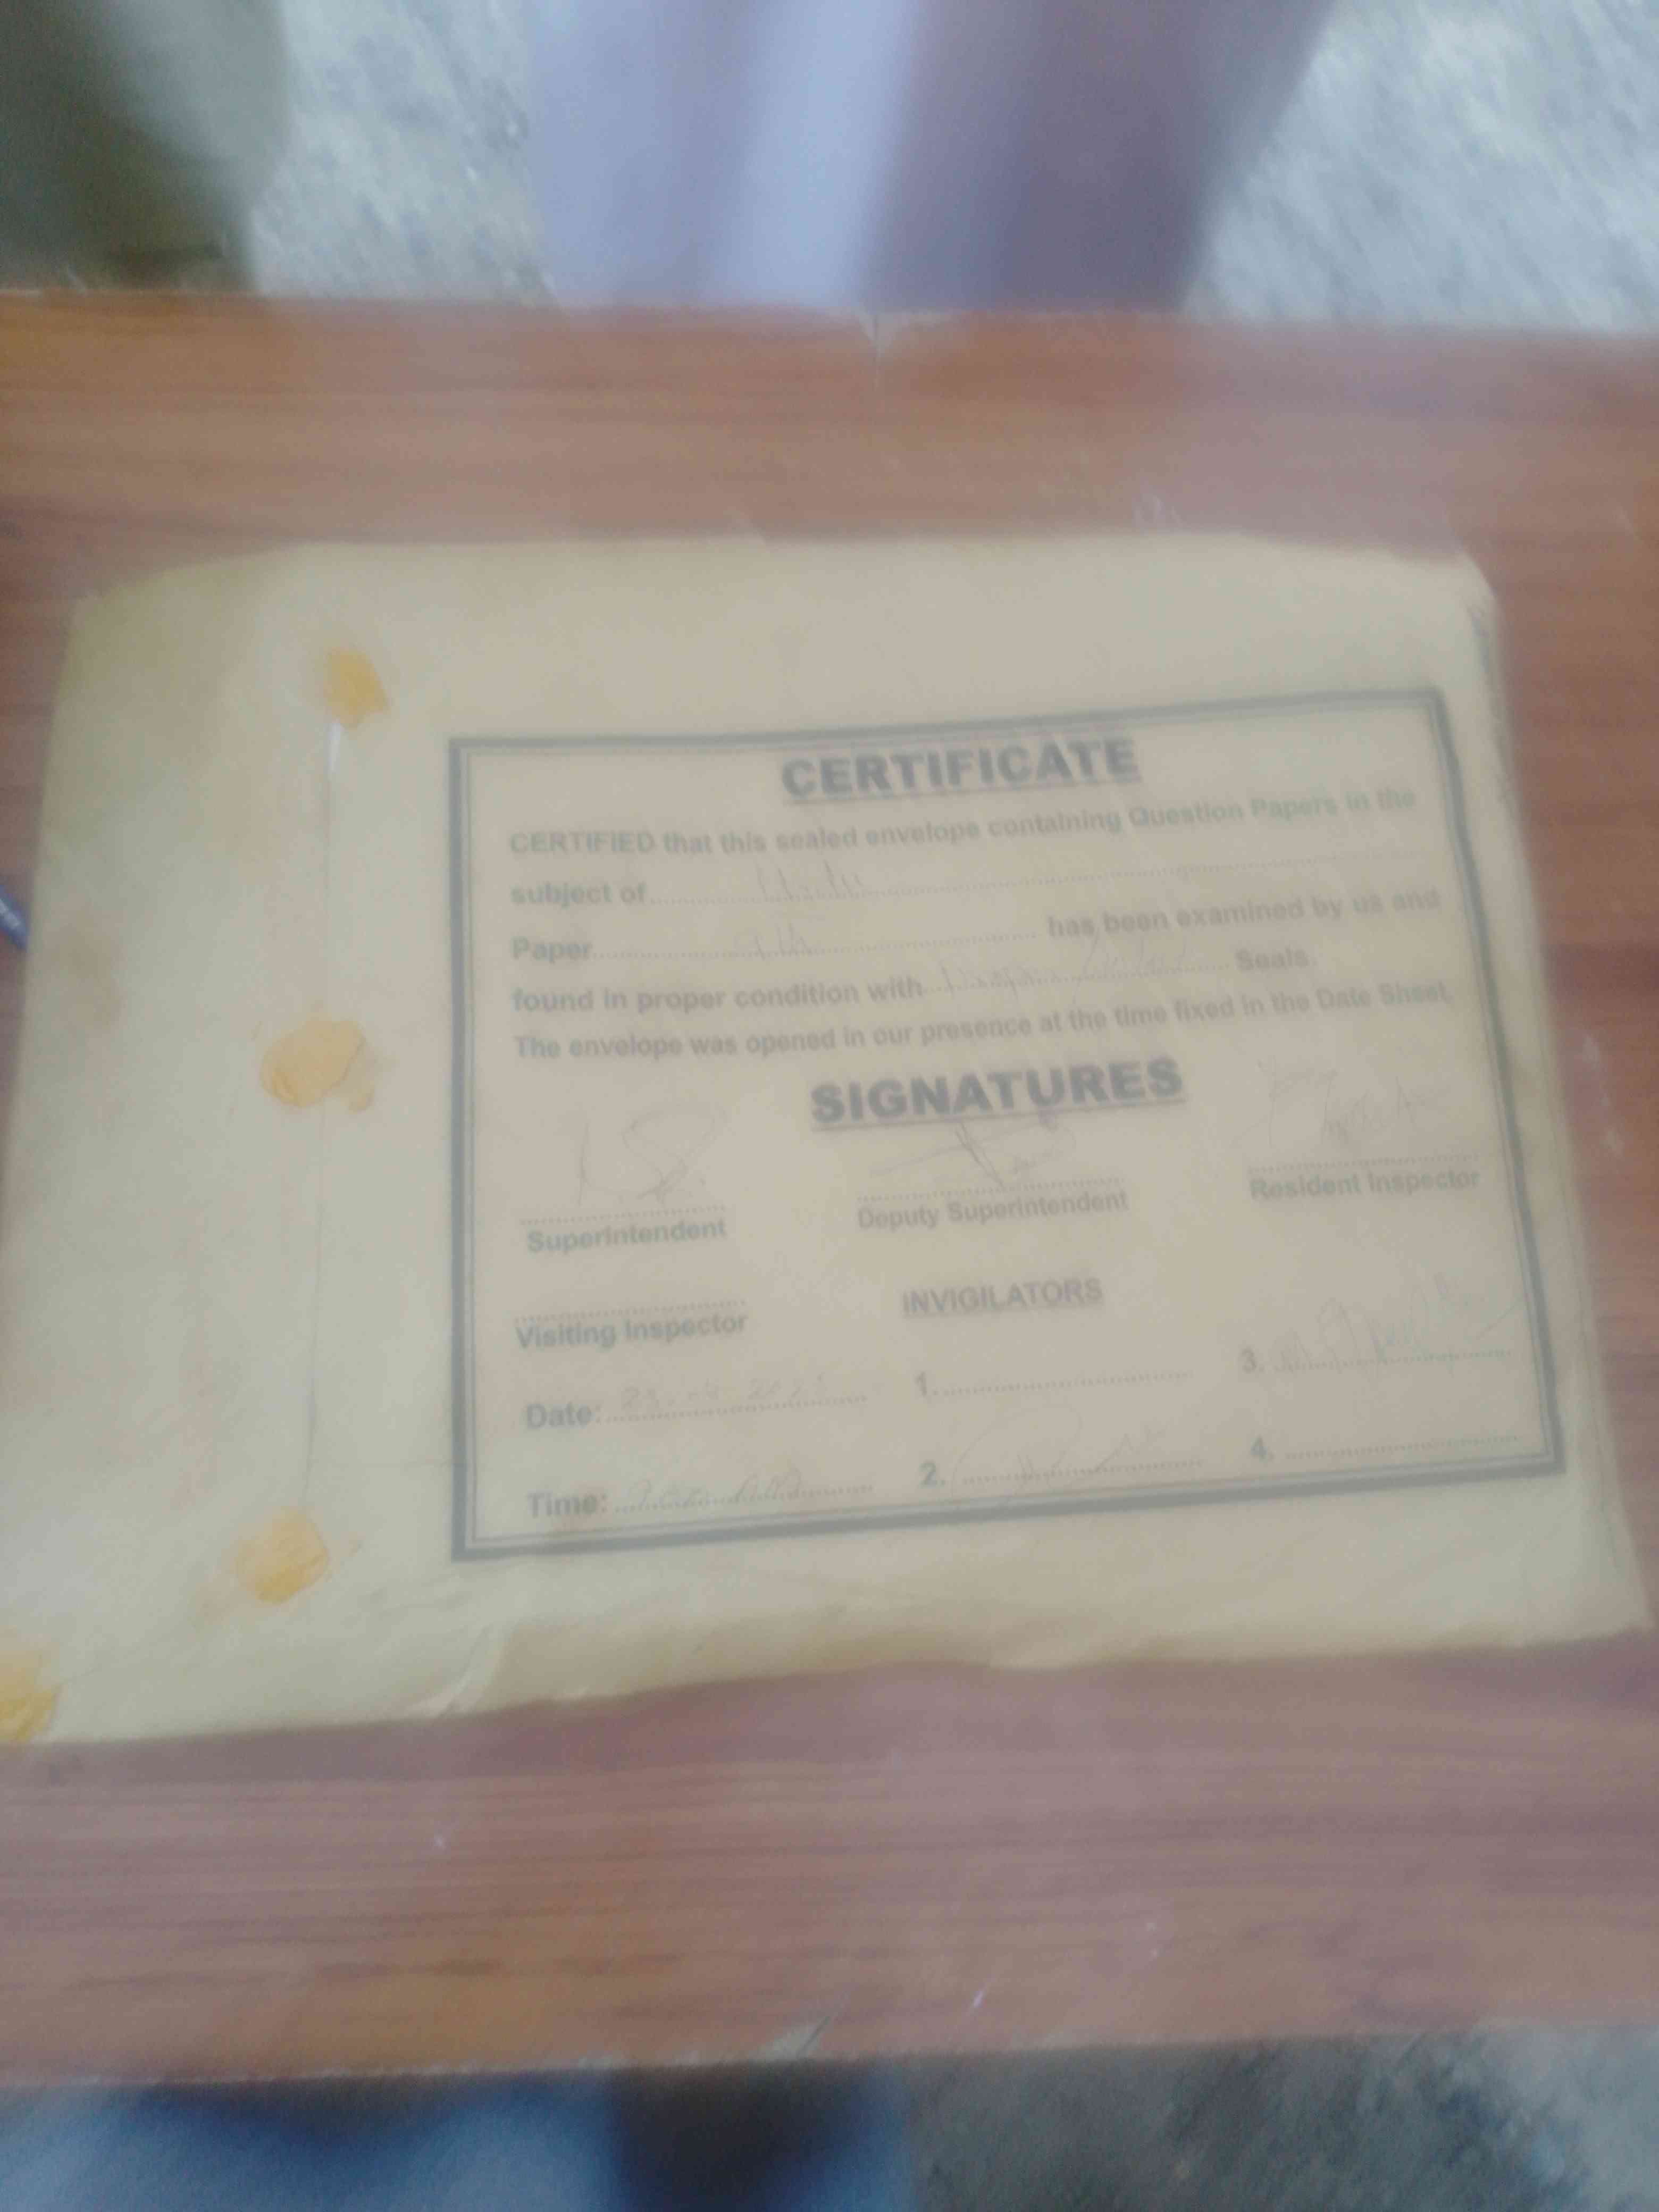 CERTIFICATE
CERTIFIED that this sealed envelope containing Question Papers in the
subject of.......... Urdu ..........
Paper.......... 9th .......... has been examined by us and
found in proper condition with.......... Seals.
The envelope was opened in our presence at the time fixed in the Date Sheet.
SIGNATURES
Superintendent
Deputy Superintendent
Resident Inspector
Visiting Inspector
INVIGILATORS
Date:
1.
3.
Time:
2.
4.